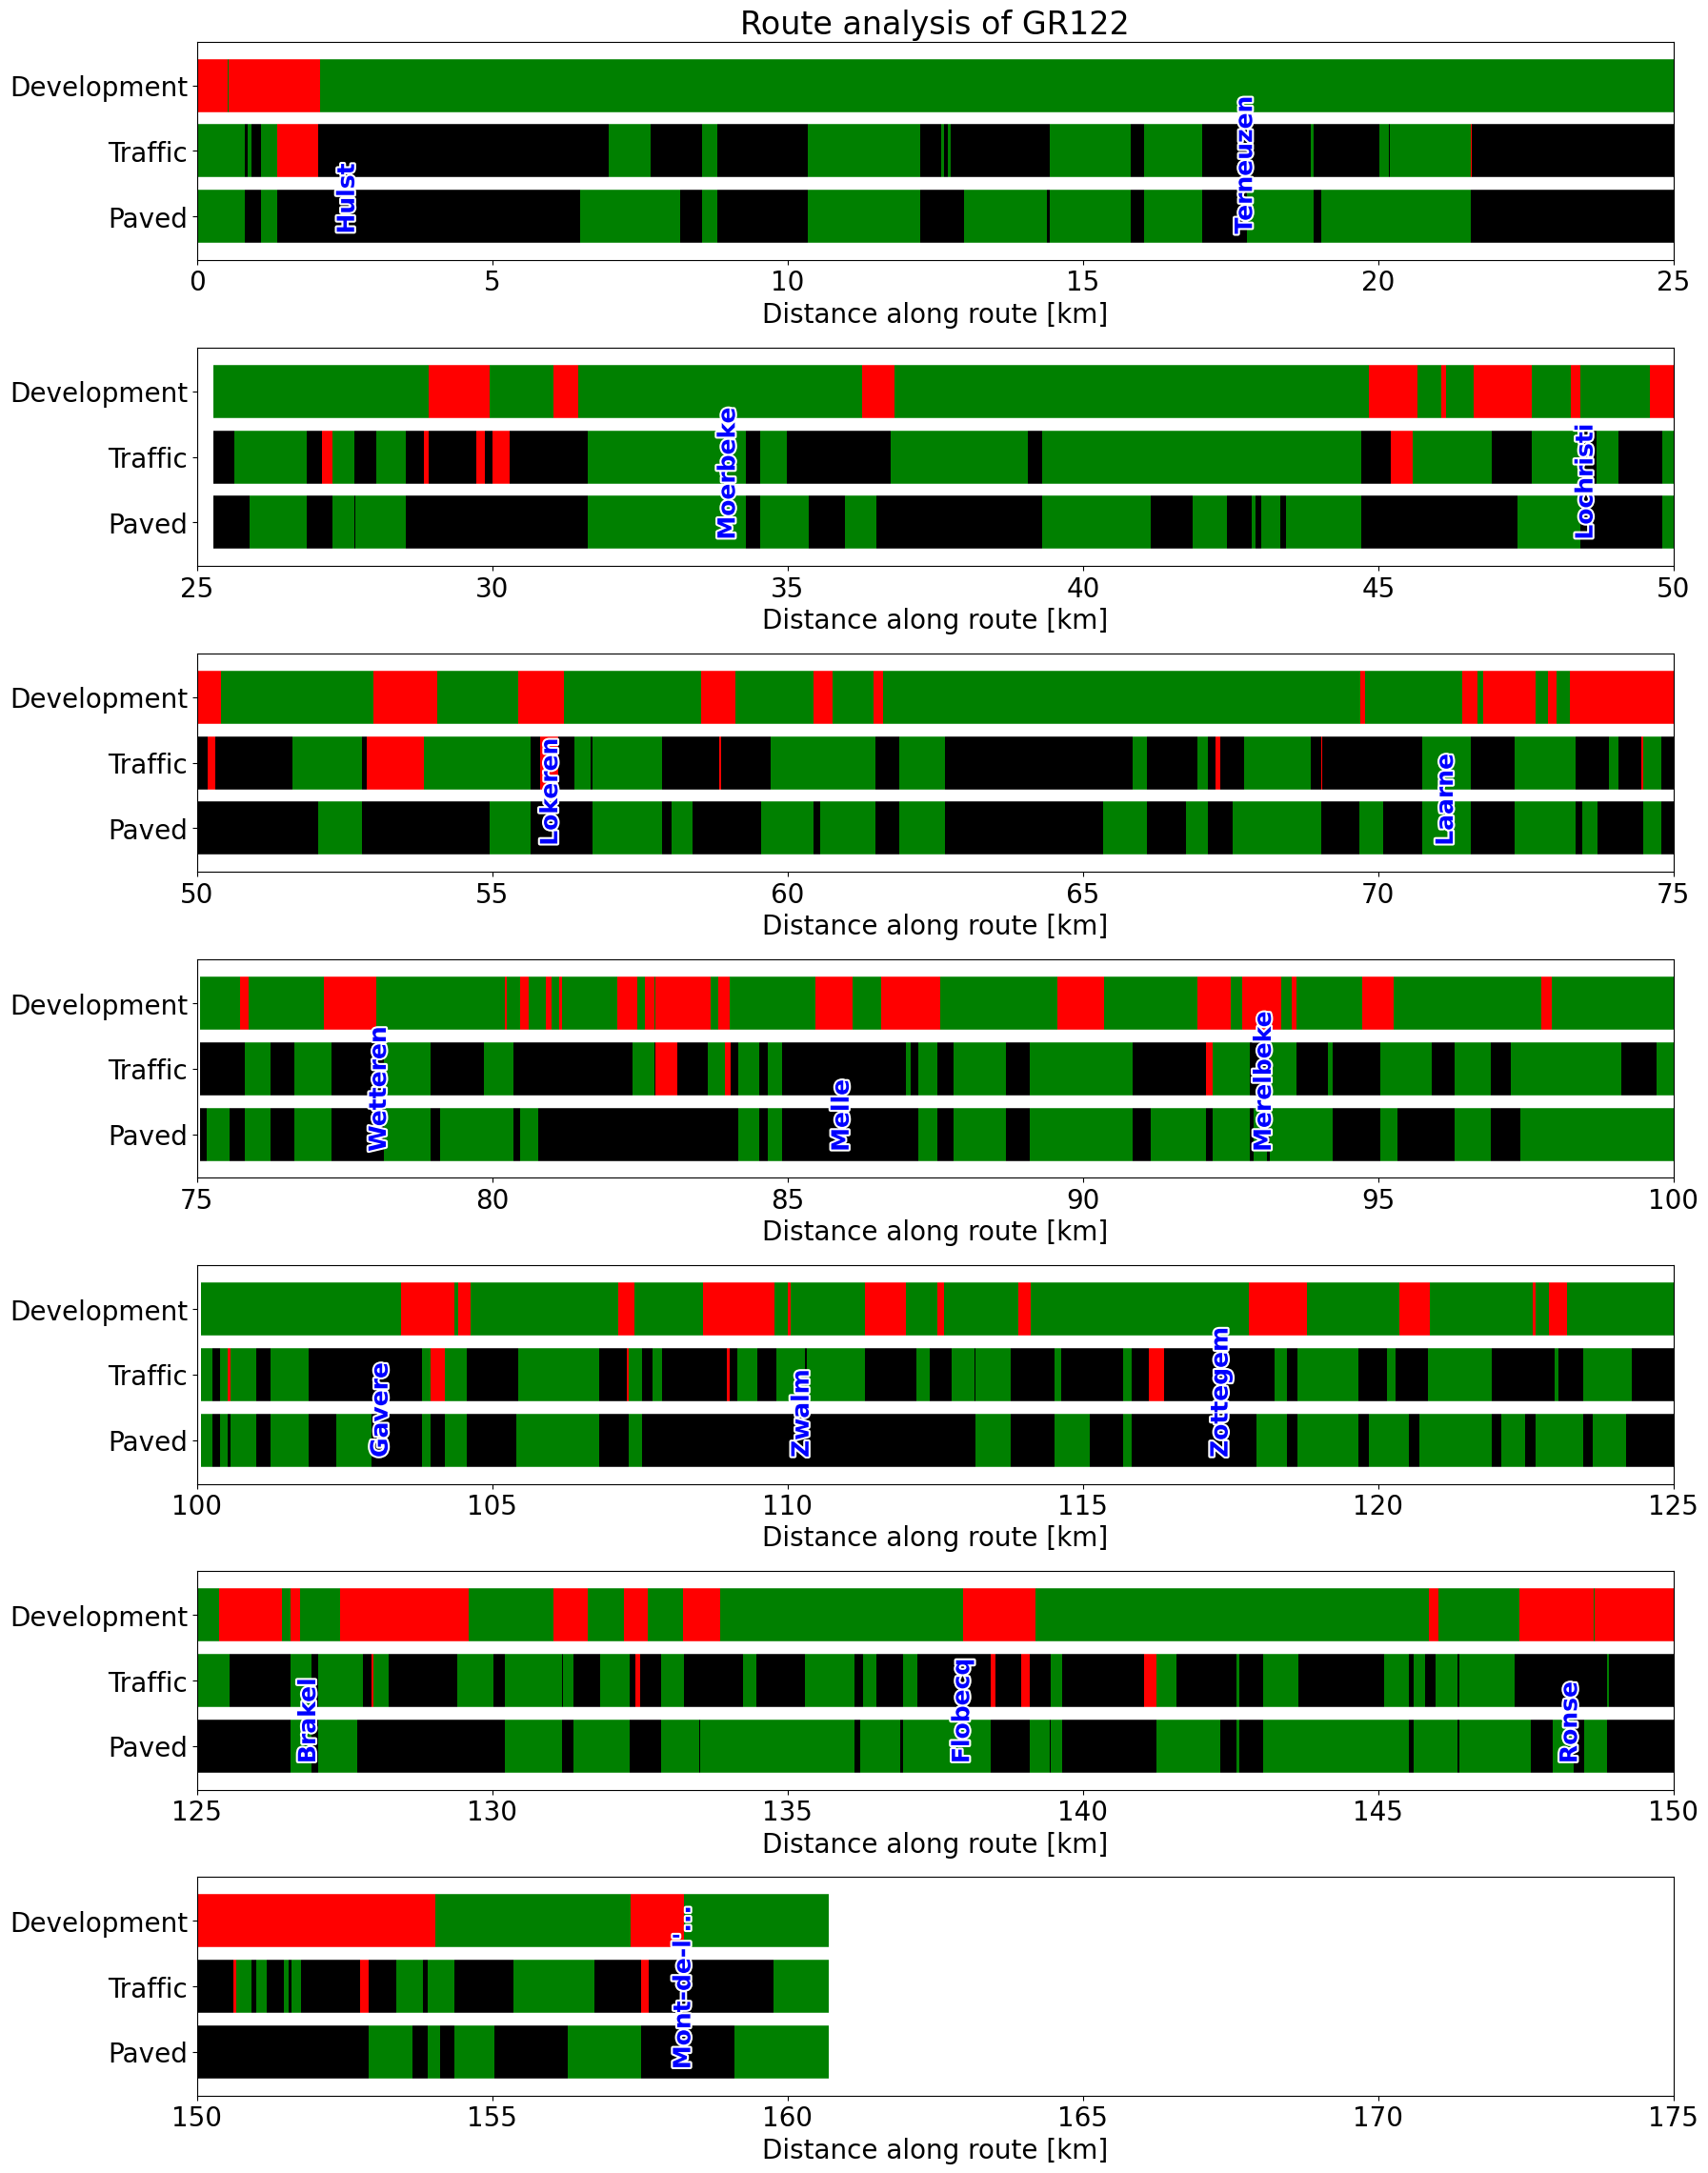 Route analysis of GR122
Development
Traffic
Paved
Hulst
Terneuzen
0 5 10 15 20 25
Distance along route [km]
Development
Traffic
Paved
Moerbeke
Lochristi
25 30 35 40 45 50
Distance along route [km]
Development
Traffic
Paved
Lokeren
Laarne
50 55 60 65 70 75
Distance along route [km]
Development
Traffic
Paved
Wetteren
Melle
Merelbeke
75 80 85 90 95 100
Distance along route [km]
Development
Traffic
Paved
Gavere
Zwalm
Zottegem
100 105 110 115 120 125
Distance along route [km]
Development
Traffic
Paved
Brakel
Flobecq
Ronse
125 130 135 140 145 150
Distance along route [km]
Development
Traffic
Paved
Mont-de-l'...
150 155 160 165 170 175
Distance along route [km]